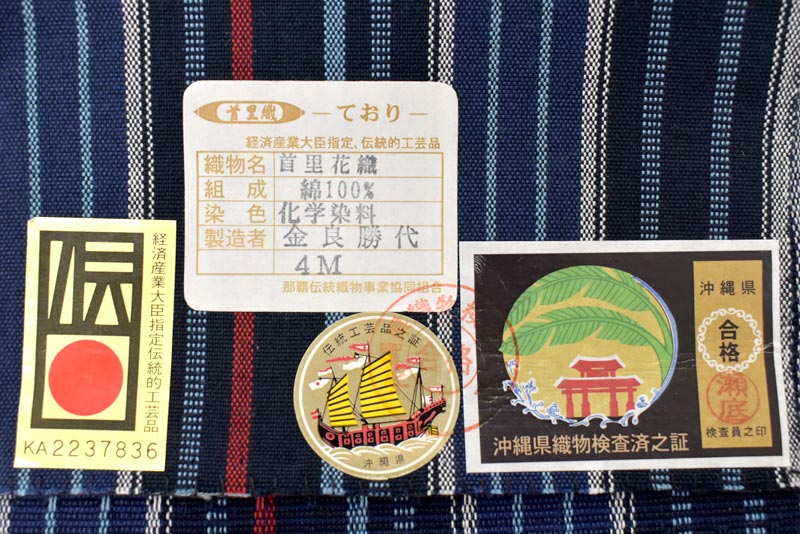 首里織 ーておりー
経済産業大臣指定、伝統的工芸品
織物名 首里花織
組成 綿100%
染色 化学染料
製造者 金良勝代
4M
那覇伝統織物事業協同組合
伝
経済産業大臣指定伝統的工芸品
KA2237836
伝統工芸品之証
沖縄県
沖縄県
合格
瀬底
検査員之印
沖縄県織物検査済之証